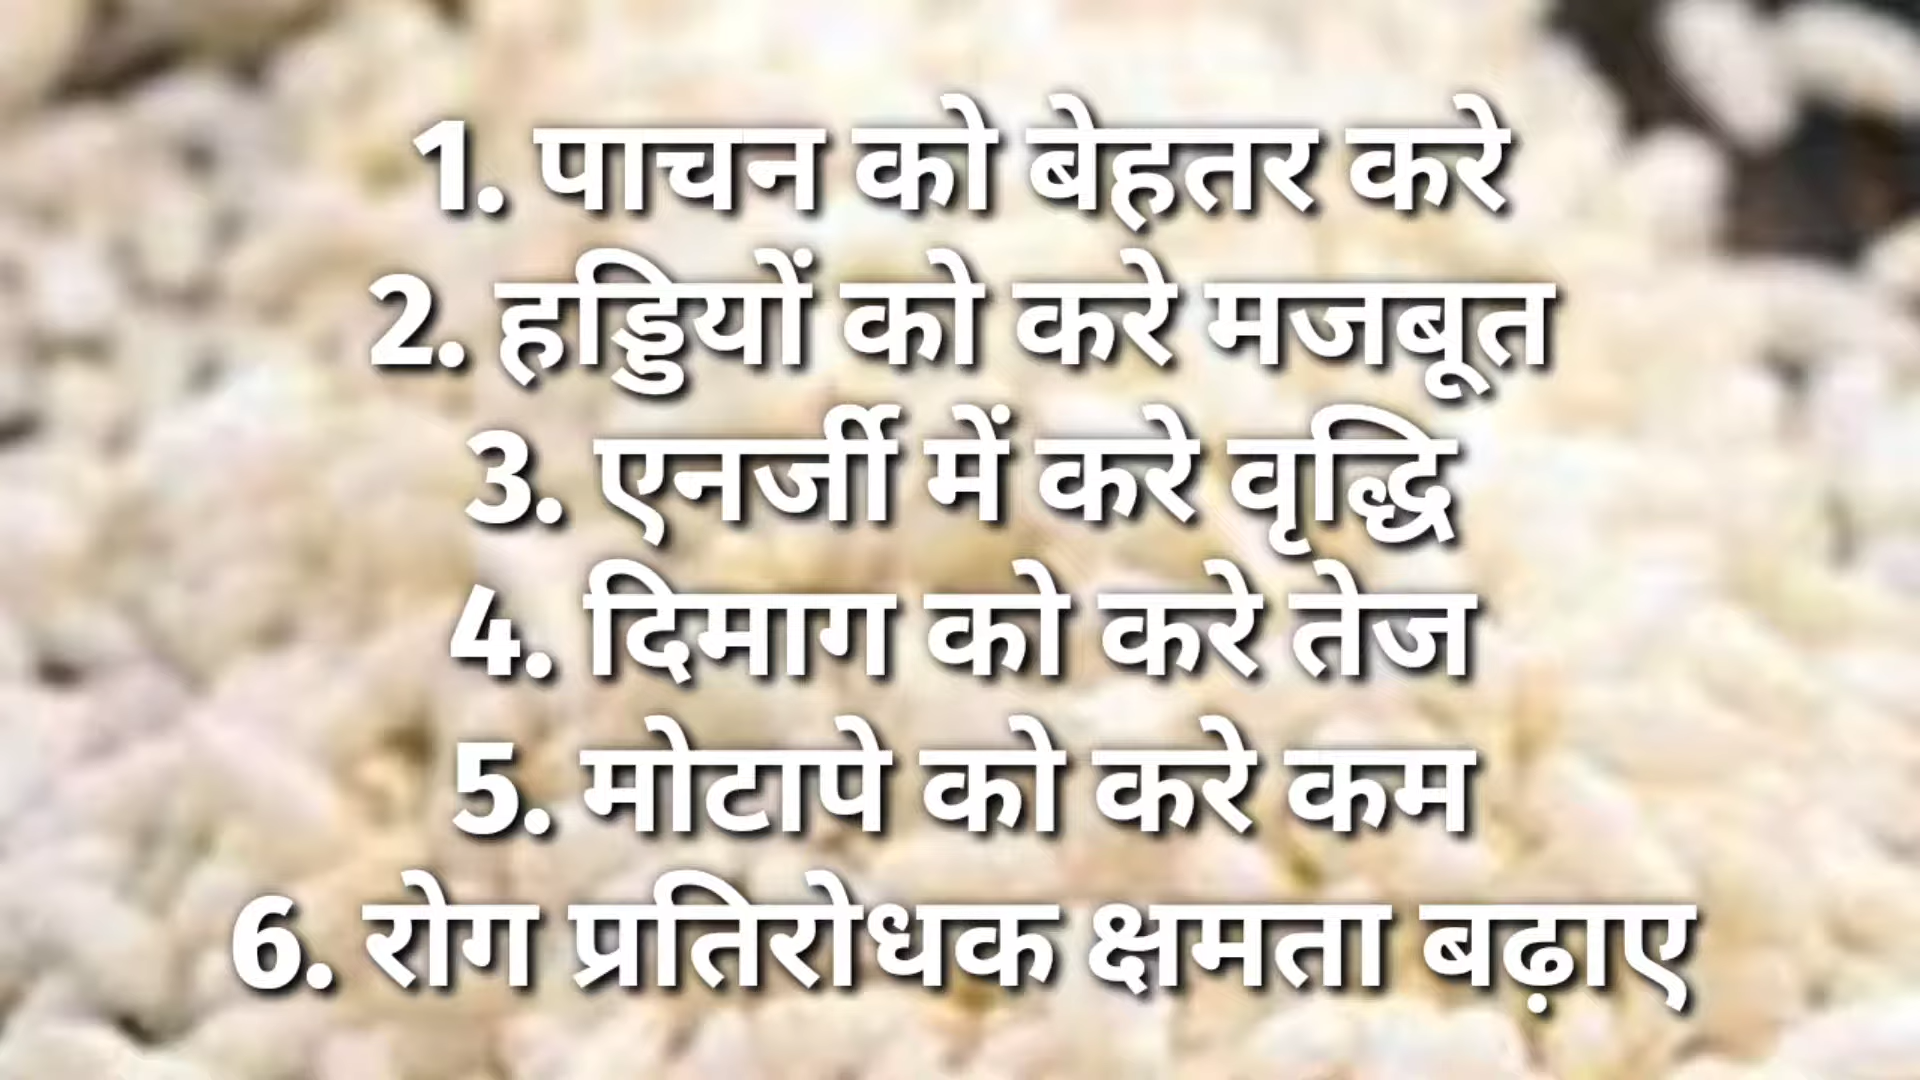 1. पाचन को बेहतर करे
2. हड्डियों को करे मजबूत
3. एनर्जी में करे वृद्धि
4. दिमाग को करे तेज
5. मोटापे को करे कम
6. रोग प्रतिरोधक क्षमता बढ़ाए